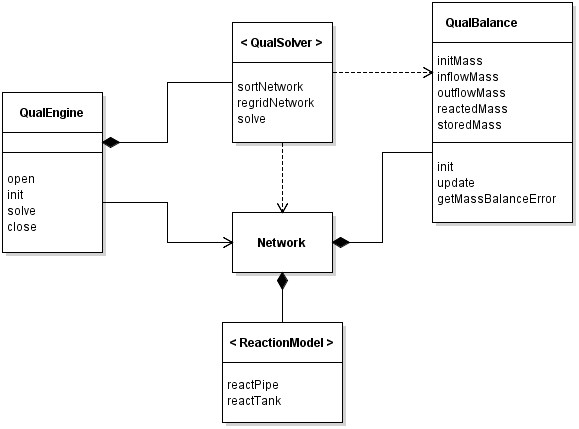 QualEngine
open
init
solve
close
< QualSolver >
sortNetwork
regridNetwork
solve
QualBalance
initMass
inflowMass
outflowMass
reactedMass
storedMass
init
update
getMassBalanceError
Network
< ReactionModel >
reactPipe
reactTank